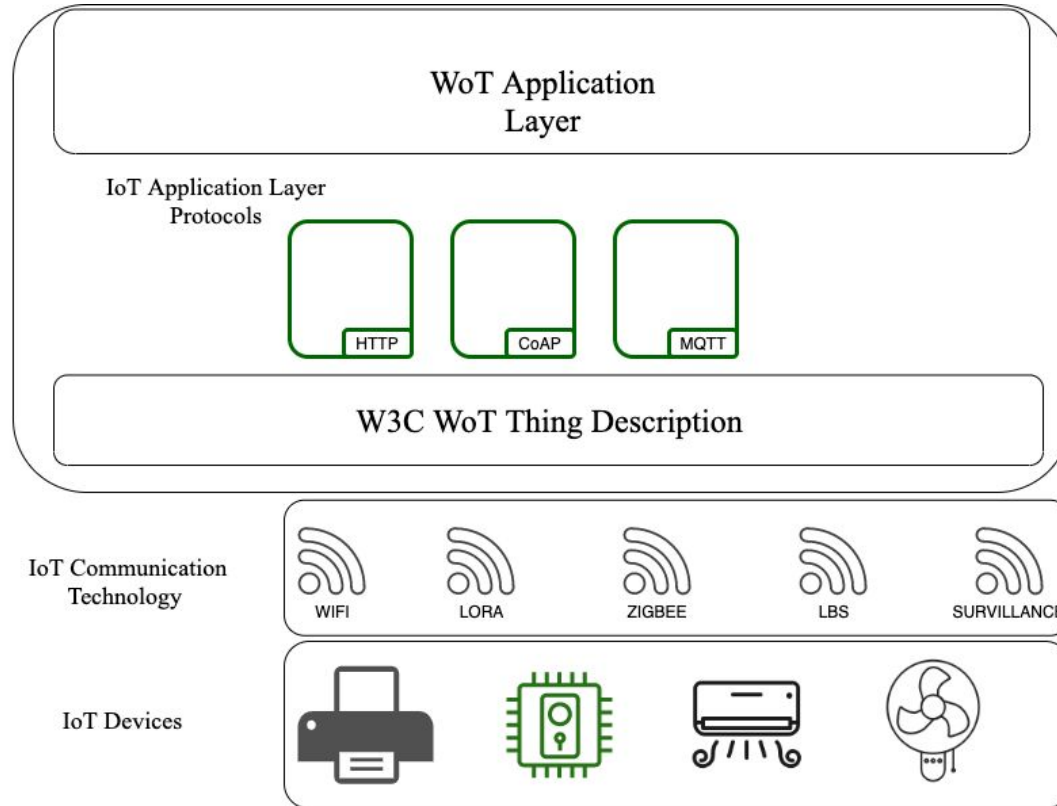 WoT Application
Layer
IoT Application Layer
Protocols
HTTP
CoAP
MQTT
W3C WoT Thing Description
IoT Communication
Technology
WIFI
LORA
ZIGBEE
LBS
SURVILLANCE
IoT Devices